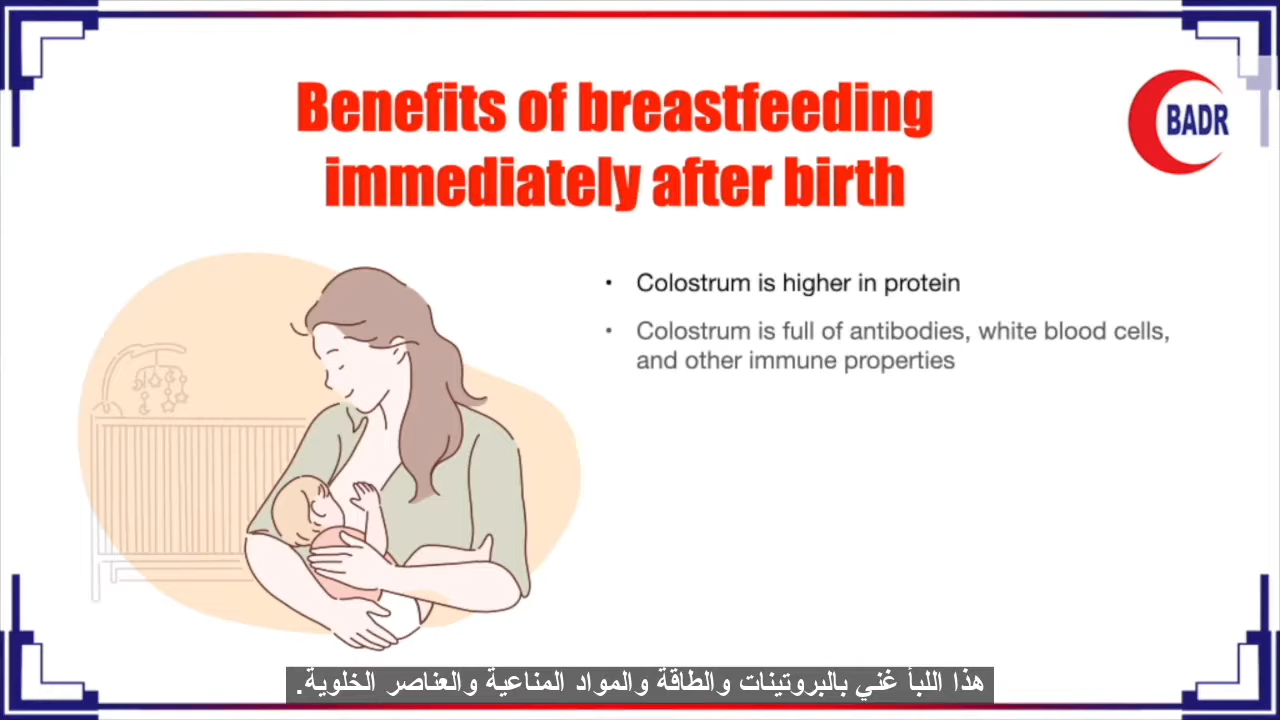 Benefits of breastfeeding
immediately after birth
BADR
• Colostrum is higher in protein
• Colostrum is full of antibodies, white blood cells,
and other immune properties
هذا اللبأ غني بالبروتينات والطاقة والمواد المناعية والعناصر الخلوية.